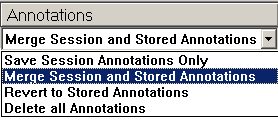 Annotations
Merge Session and Stored Annotations
Save Session Annotations Only
Merge Session and Stored Annotations
Revert to Stored Annotations
Delete all Annotations